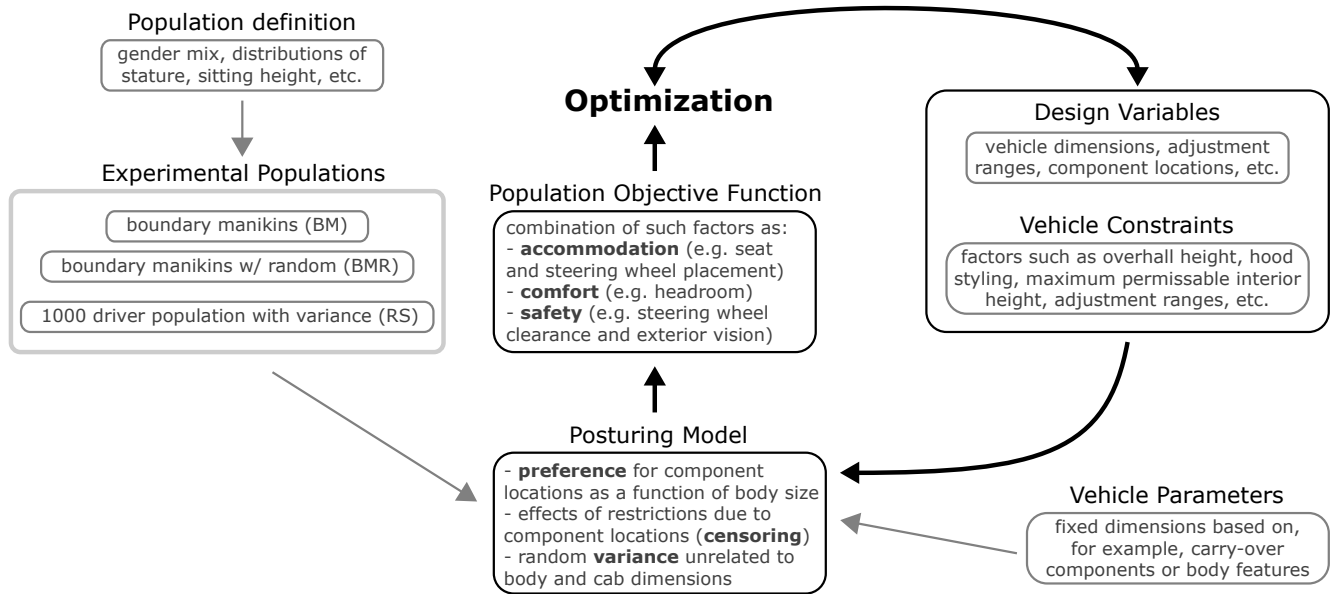 Population definition
gender mix, distributions of
stature, sitting height, etc.
Experimental Populations
boundary manikins (BM)
boundary manikins w/ random (BMR)
1000 driver population with variance (RS)
Optimization
Population Objective Function
combination of such factors as:
- accommodation (e.g. seat
and steering wheel placement)
- comfort (e.g. headroom)
- safety (e.g. steering wheel
clearance and exterior vision)
Posturing Model
- preference for component
locations as a function of body size
- effects of restrictions due to
component locations (censoring)
- random variance unrelated to
body and cab dimensions
Design Variables
vehicle dimensions, adjustment
ranges, component locations, etc.
Vehicle Constraints
factors such as overhall height, hood
styling, maximum permissable interior
height, adjustment ranges, etc.
Vehicle Parameters
fixed dimensions based on,
for example, carry-over
components or body features